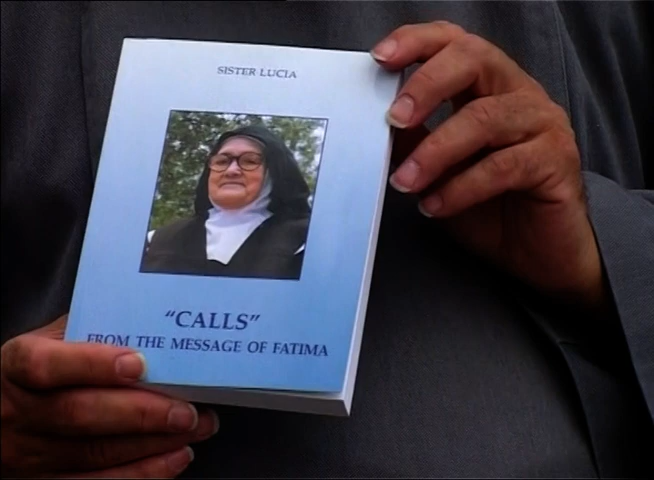 SISTER LUCIA
“CALLS”
FROM THE MESSAGE OF FATIMA